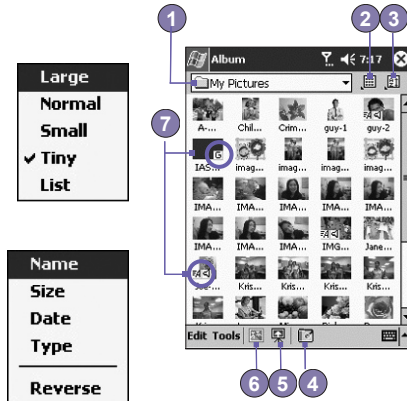 1
2
3
Album 7:17
My Pictures
Large
Normal
Small
Tiny
List
7
A-... Chil... Crim... guy-1 guy-2
G
IAS... imag... imag... imag... imag...
IMA... IMA... IMA... IMA... IMA...
IMA... IMA... IMA... IMG... Jane...
Kris... Kris... Kris... Kris...
Name
Size
Date
Type
Reverse
Edit Tools
6
5
4